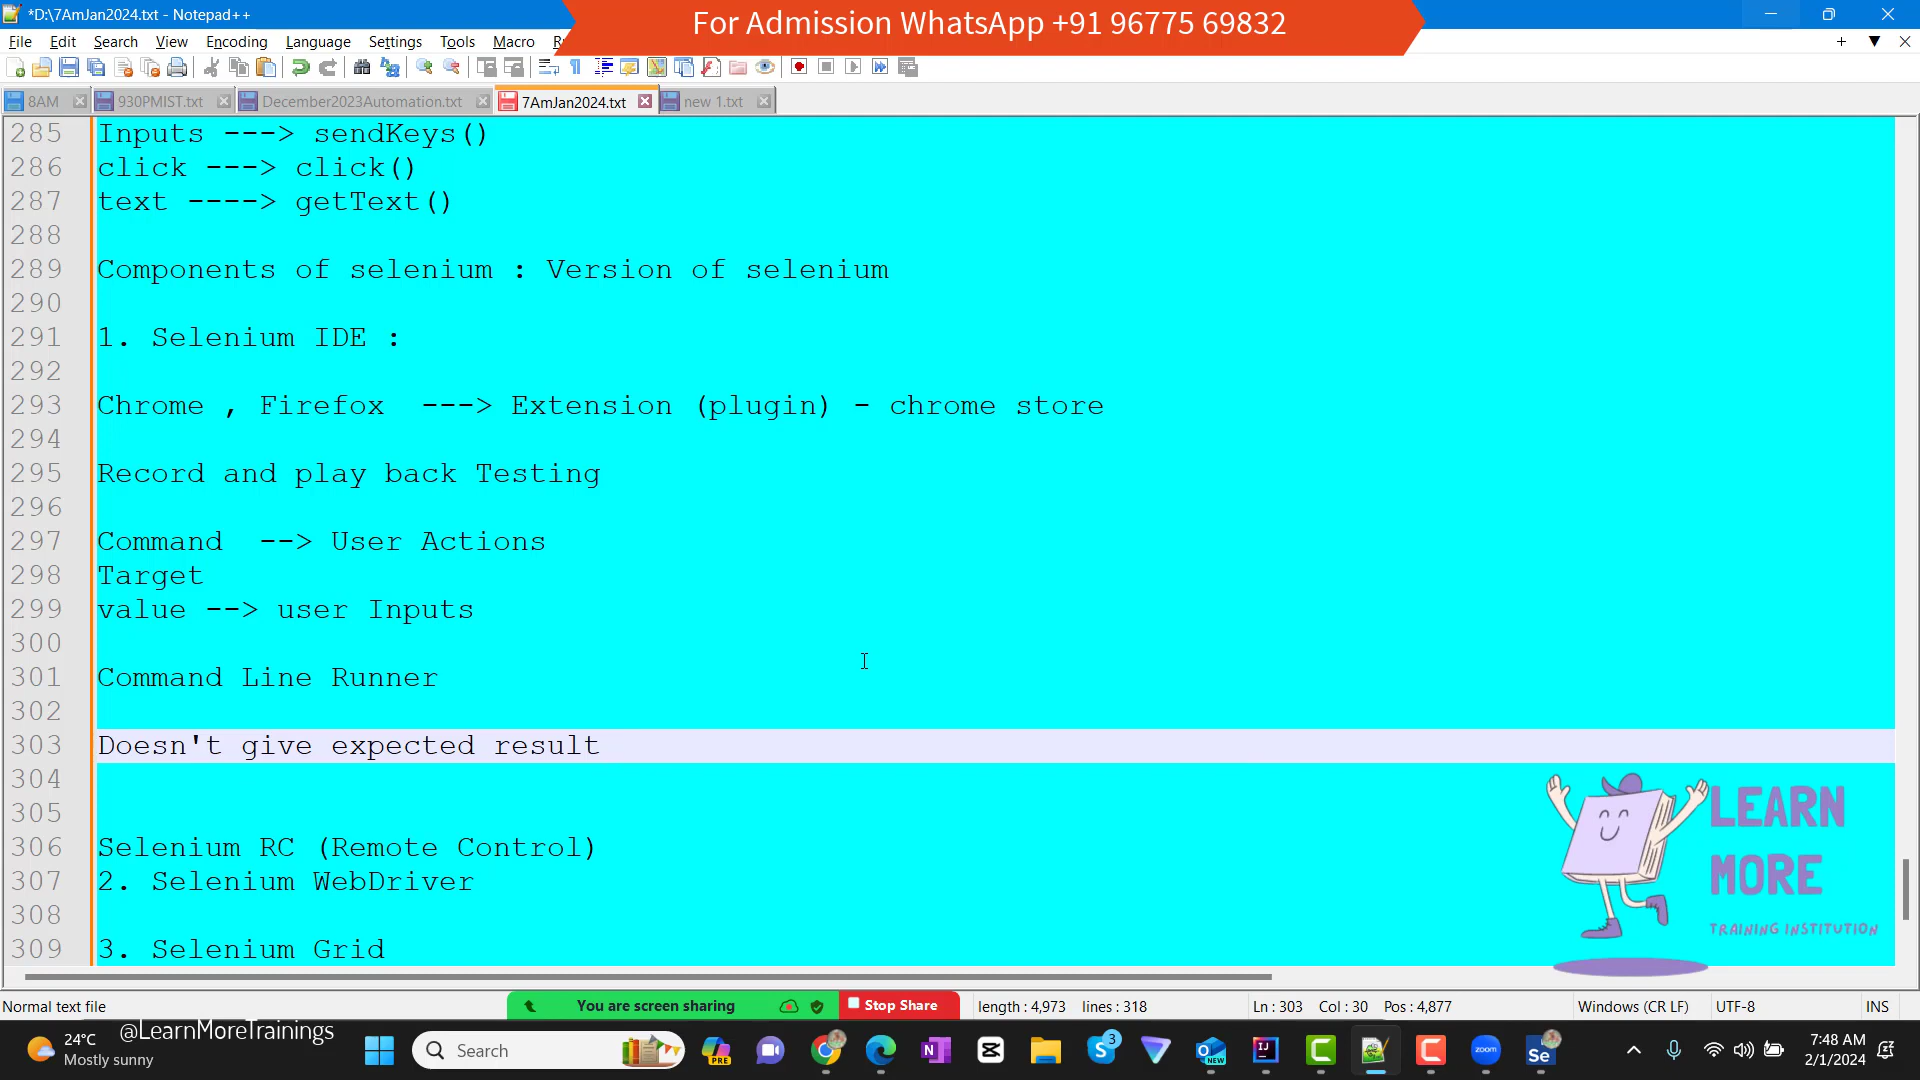 *D:\7AmJan2024.txt - Notepad++
For Admission WhatsApp +91 96775 69832
File Edit Search View Encoding Language Settings Tools Macro
8AM 930PMIST.txt December2023Automation.txt 7AmJan2024.txt new 1.txt
285 Inputs ---> sendKeys()
286 click ---> click()
287 text ----> getText()
288
289 Components of selenium : Version of selenium
290
291 1. Selenium IDE :
292
293 Chrome , Firefox  ---> Extension (plugin) - chrome store
294
295 Record and play back Testing
296
297 Command  --> User Actions
298 Target
299 value --> user Inputs
300
301 Command Line Runner
302
303 Doesn't give expected result
304
305
306 Selenium RC (Remote Control)
307 2. Selenium WebDriver
308
309 3. Selenium Grid
LEARN
MORE
TRAINING INSTITUTION
Normal text file You are screen sharing Stop Share length : 4,973 lines : 318 Ln : 303 Col : 30 Pos : 4,877 Windows (CR LF) UTF-8 INS
24°C
Mostly sunny
@LearnMoreTrainings
Search
PRE
3
NEW
zoom
Se
7:48 AM
2/1/2024